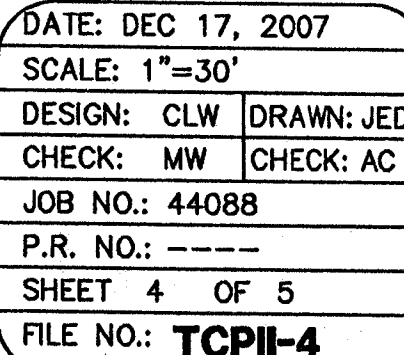 DATE: DEC 17, 2007
SCALE: 1"=30'
DESIGN: CLW DRAWN: JED
CHECK: MW CHECK: AC
JOB NO.: 44088
P.R. NO.: ----
SHEET 4 OF 5
FILE NO.: TCPII-4